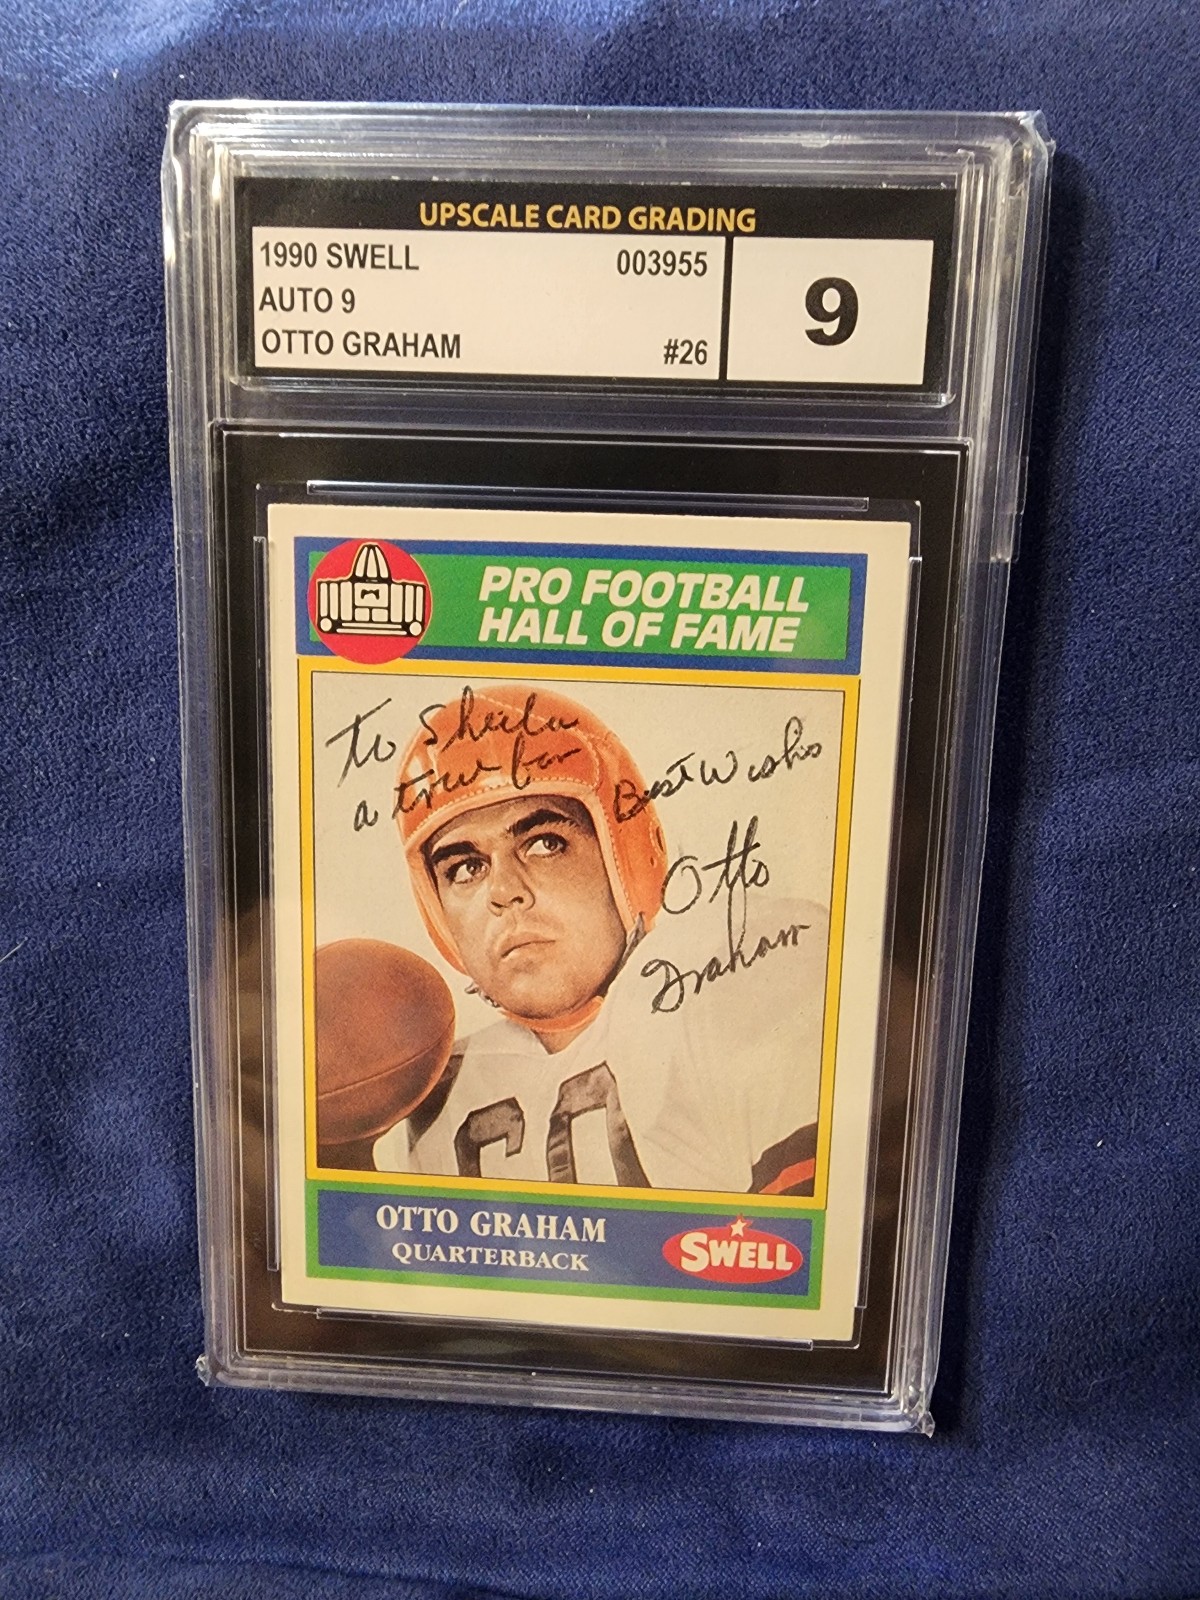 UPSCALE CARD GRADING
1990 SWELL 003955
AUTO 9
OTTO GRAHAM #26
9
PRO FOOTBALL
HALL OF FAME
To Sheila
a true fan
Best Wishes
Otto
Graham
60
OTTO GRAHAM
QUARTERBACK
SWELL